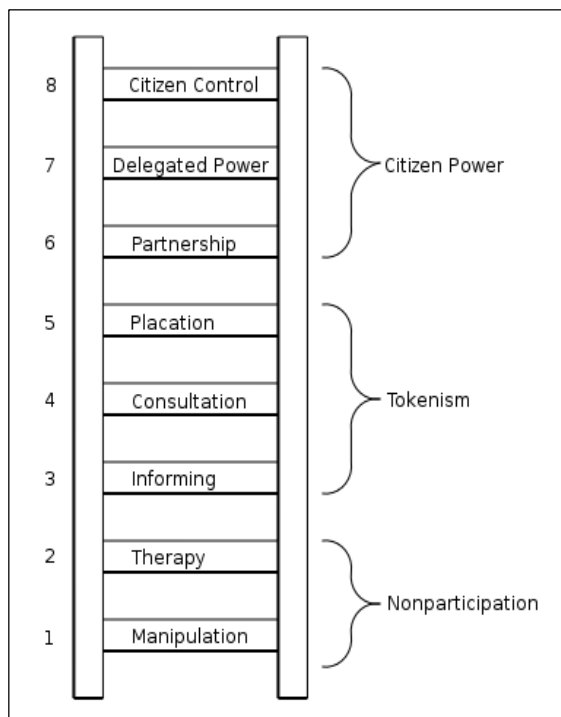 8 Citizen Control
7 Delegated Power Citizen Power
6 Partnership
5 Placation
4 Consultation Tokenism
3 Informing
2 Therapy
Nonparticipation
1 Manipulation